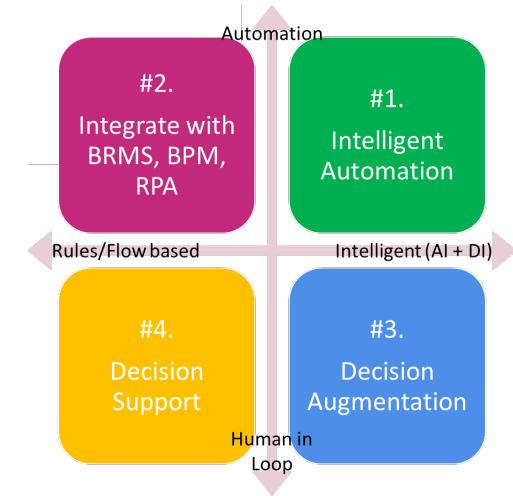 Automation
#2.
Integrate with
BRMS, BPM,
RPA
#1.
Intelligent
Automation
Rules/Flow based
Intelligent (AI + DI)
#4.
Decision
Support
#3.
Decision
Augmentation
Human in
Loop